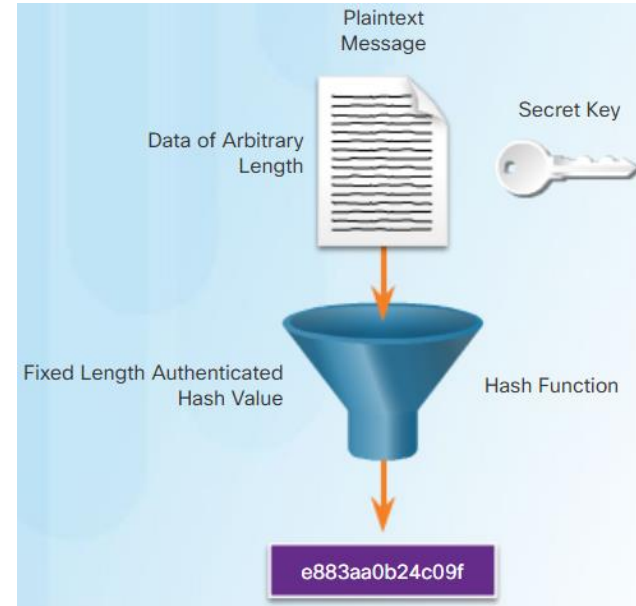 Plaintext
Message
Secret Key
Data of Arbitrary
Length
Fixed Length Authenticated
Hash Value
Hash Function
e883aa0b24c09f